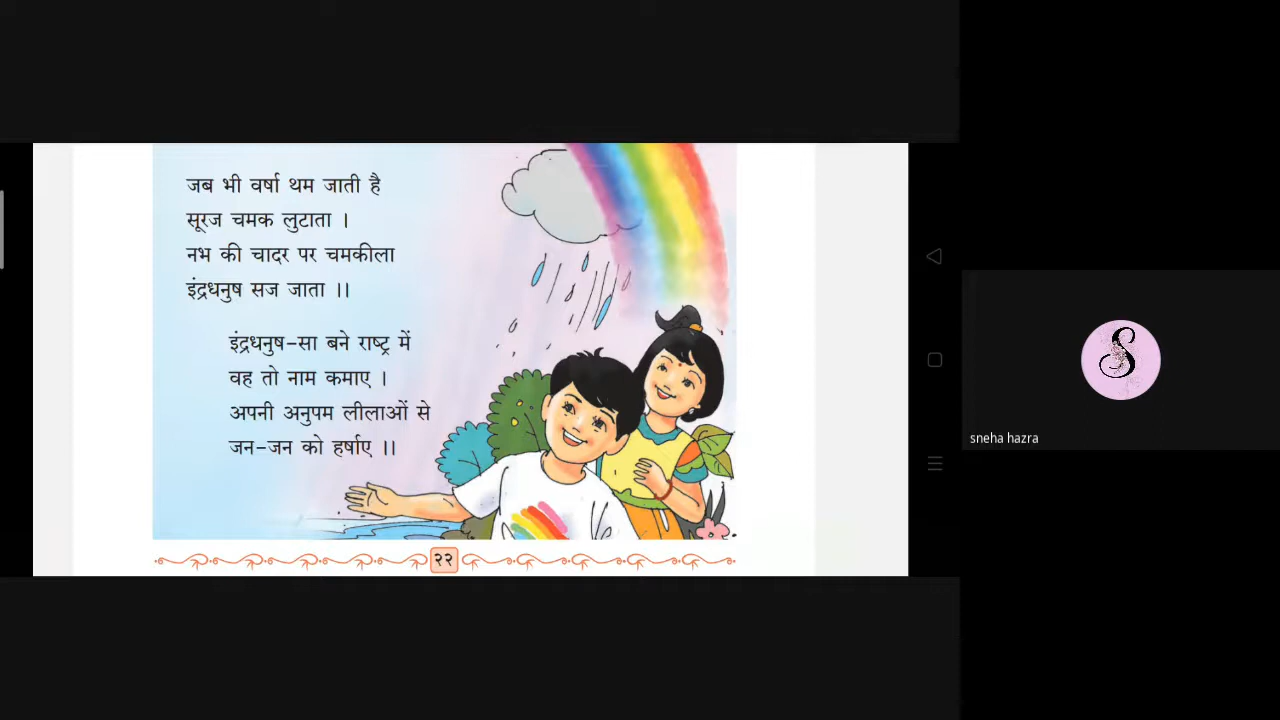 जब भी वर्षा थम जाती है
सूरज चमक लुटाता ।
नभ की चादर पर चमकीला
इंद्रधनुष सज जाता ।।
इंद्रधनुष-सा बने राष्ट्र में
वह तो नाम कमाए ।
अपनी अनुपम लीलाओं से
जन-जन को हर्षाए ।।
२२
S
sneha hazra